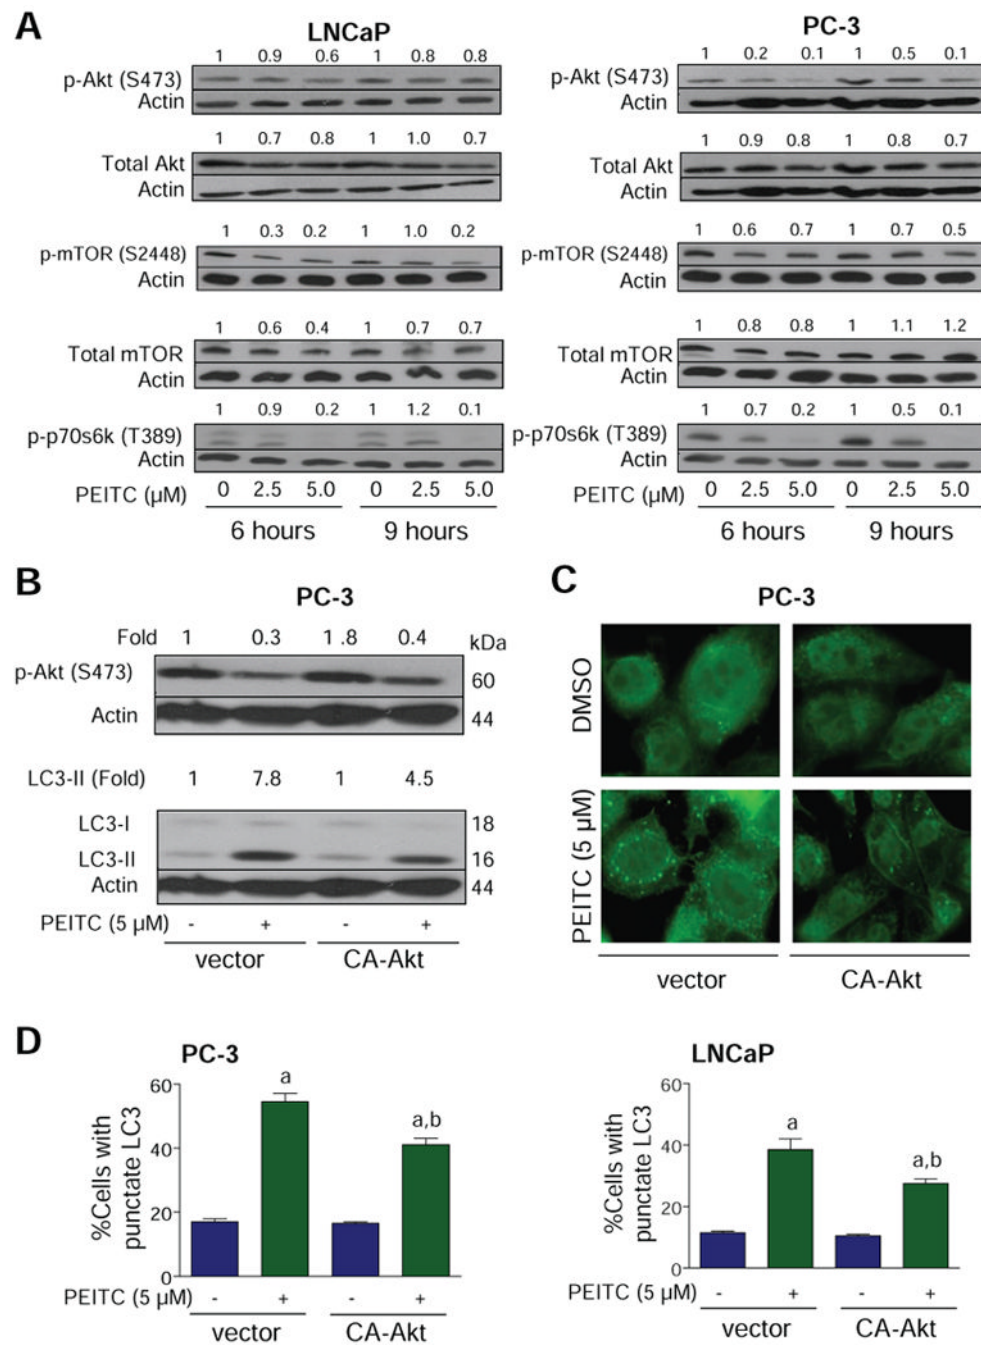 A
LNCaP
1 0.9 0.6 1 0.8 0.8
p-Akt (S473)
Actin
1 0.7 0.8 1 1.0 0.7
Total Akt
Actin
1 0.3 0.2 1 1.0 0.2
p-mTOR (S2448)
Actin
1 0.6 0.4 1 0.7 0.7
Total mTOR
Actin
1 0.9 0.2 1 1.2 0.1
p-p70s6k (T389)
Actin
PEITC (µM) 0 2.5 5.0 0 2.5 5.0
6 hours 9 hours
PC-3
1 0.2 0.1 1 0.5 0.1
p-Akt (S473)
Actin
1 0.9 0.8 1 0.8 0.7
Total Akt
Actin
1 0.6 0.7 1 0.7 0.5
p-mTOR (S2448)
Actin
1 0.8 0.8 1 1.1 1.2
Total mTOR
Actin
1 0.7 0.2 1 0.5 0.1
p-p70s6k (T389)
Actin
PEITC (µM) 0 2.5 5.0 0 2.5 5.0
6 hours 9 hours
B
PC-3
Fold 1 0.3 1.8 0.4 kDa
p-Akt (S473) 60
Actin 44
LC3-II (Fold) 1 7.8 1 4.5
LC3-I 18
LC3-II 16
Actin 44
PEITC (5 µM) - + - +
vector CA-Akt
C
PC-3
DMSO
PEITC (5 µM)
vector CA-Akt
D
PC-3
%Cells with
punctate LC3
60
40
20
0
a
a,b
PEITC (5 µM) - + - +
vector CA-Akt
LNCaP
%Cells with
punctate LC3
60
40
20
0
a
a,b
PEITC (5 µM) - + - +
vector CA-Akt